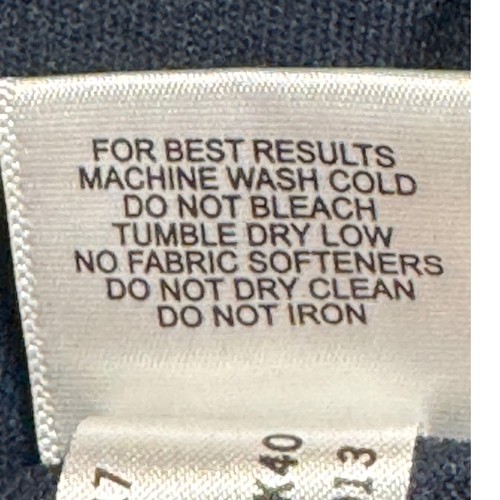 FOR BEST RESULTS
MACHINE WASH COLD
DO NOT BLEACH
TUMBLE DRY LOW
NO FABRIC SOFTENERS
DO NOT DRY CLEAN
DO NOT IRON